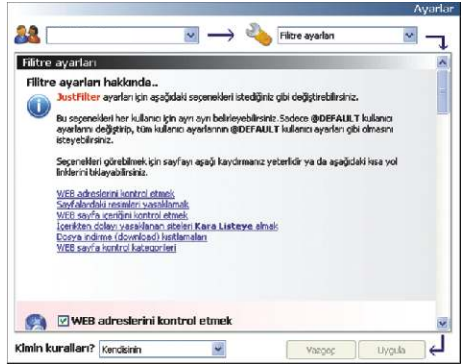 Ayarlar
Filitre ayarları
Filitre ayarları
Filitre ayarları hakkında..
JustFilter ayarları için aşağıdaki seçenekleri istediğiniz gibi değiştirebilirsiniz.
Bu seçenekleri her kullanıcı için ayrı ayrı belirleyebilirsiniz. Sadece @DEFAULT kullanıcı
ayarlarını değiştirip, tüm kullanıcı ayarlarının @DEFAULT kullanıcı ayarları gibi olmasını
isteyebilirsiniz.
Seçenekleri görebilmek için sayfayı aşağı kaydırmanız yeterlidir ya da aşağıdaki kısa yol
linklerini tıklayabilirsiniz.
WEB adreslerini kontrol etmek
Sayfalardaki resimleri yasaklamak
WEB sayfa içeriğini kontrol etmek
İçerikten dolayı yasaklanan siteleri Kara Listeye almak
Dosya indirme (download) kısıtlamaları
WEB sayfa kontrol kategorileri
WEB adreslerini kontrol etmek
Kimin kuralları? Kendisinin Vazgeç Uygula